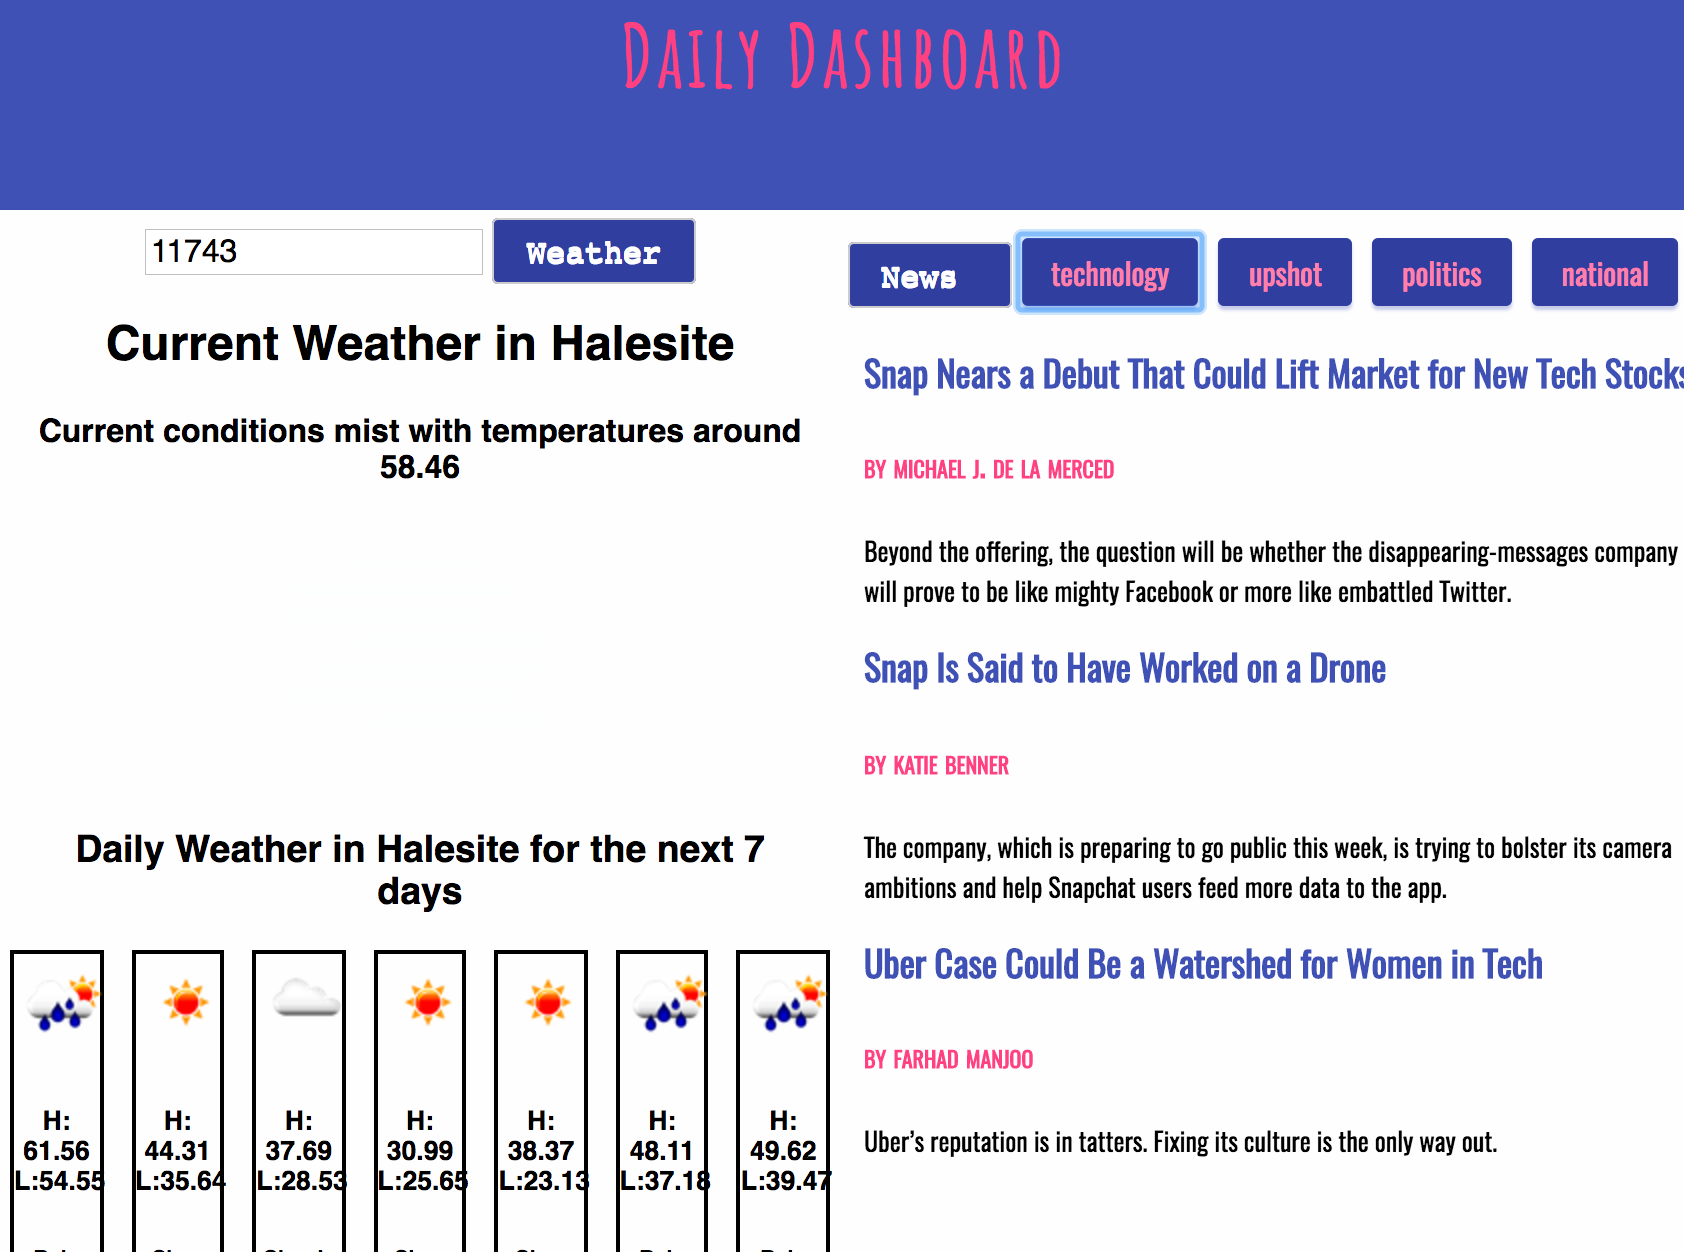 Daily Dashboard
11743
Weather
Current Weather in Halesite
Current conditions mist with temperatures around
58.46
Daily Weather in Halesite for the next 7
days
H:
61.56
L:54.55
H:
44.31
L:35.64
H:
37.69
L:28.53
H:
30.99
L:25.65
H:
38.37
L:23.13
H:
48.11
L:37.18
H:
49.62
L:39.47
News
technology
upshot
politics
national
Snap Nears a Debut That Could Lift Market for New Tech Stocks
BY MICHAEL J. DE LA MERCED
Beyond the offering, the question will be whether the disappearing-messages company
will prove to be like mighty Facebook or more like embattled Twitter.
Snap Is Said to Have Worked on a Drone
BY KATIE BENNER
The company, which is preparing to go public this week, is trying to bolster its camera
ambitions and help Snapchat users feed more data to the app.
Uber Case Could Be a Watershed for Women in Tech
BY FARHAD MANJOO
Uber’s reputation is in tatters. Fixing its culture is the only way out.